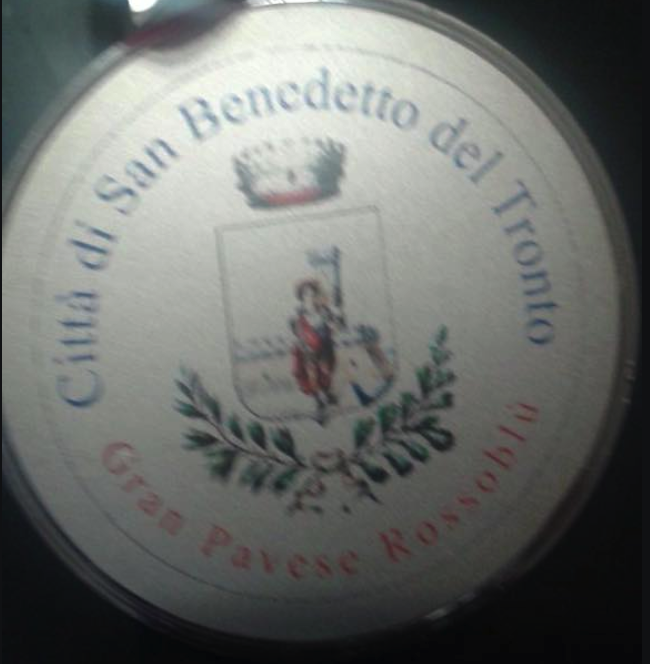 Città di San Benedetto del Tronto
Gran Pavese Rossoblù